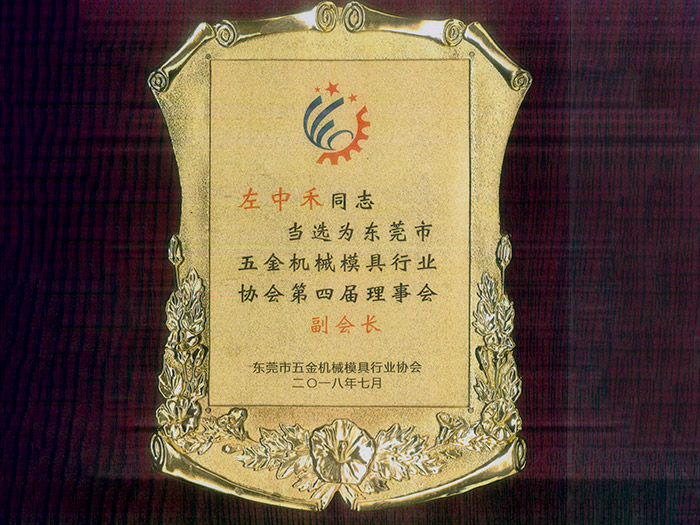 左中禾同志
当选为东莞市
五金机械模具行业
协会第四届理事会
副会长
东莞市五金机械模具行业协会
二〇一八年七月